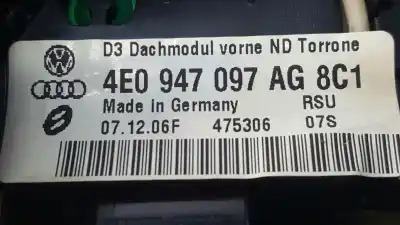 D3 Dachmodul vorne ND Torrone
4E0 947 097 AG 8C1
Made in Germany RSU
07.12.06F 475306 07S